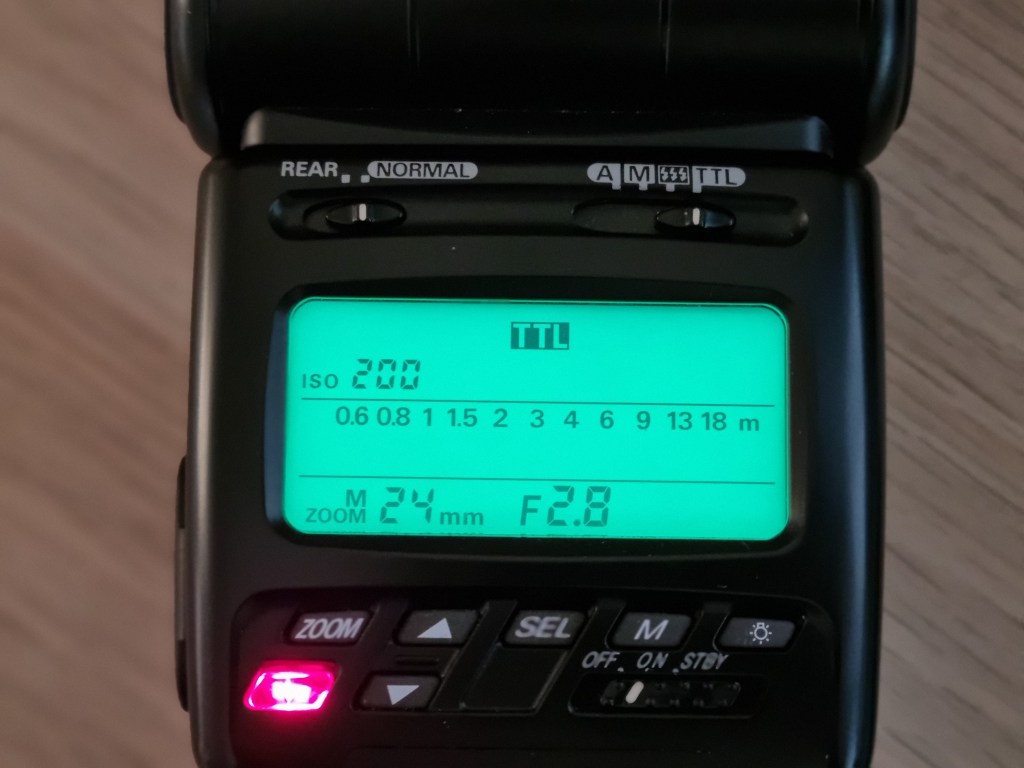 REAR NORMAL A M TTL
TTL
ISO 200
0.6 0.8 1 1.5 2 3 4 6 9 13 18 m
M
ZOOM 24 mm F2.8
ZOOM SEL M
OFF ON STBY